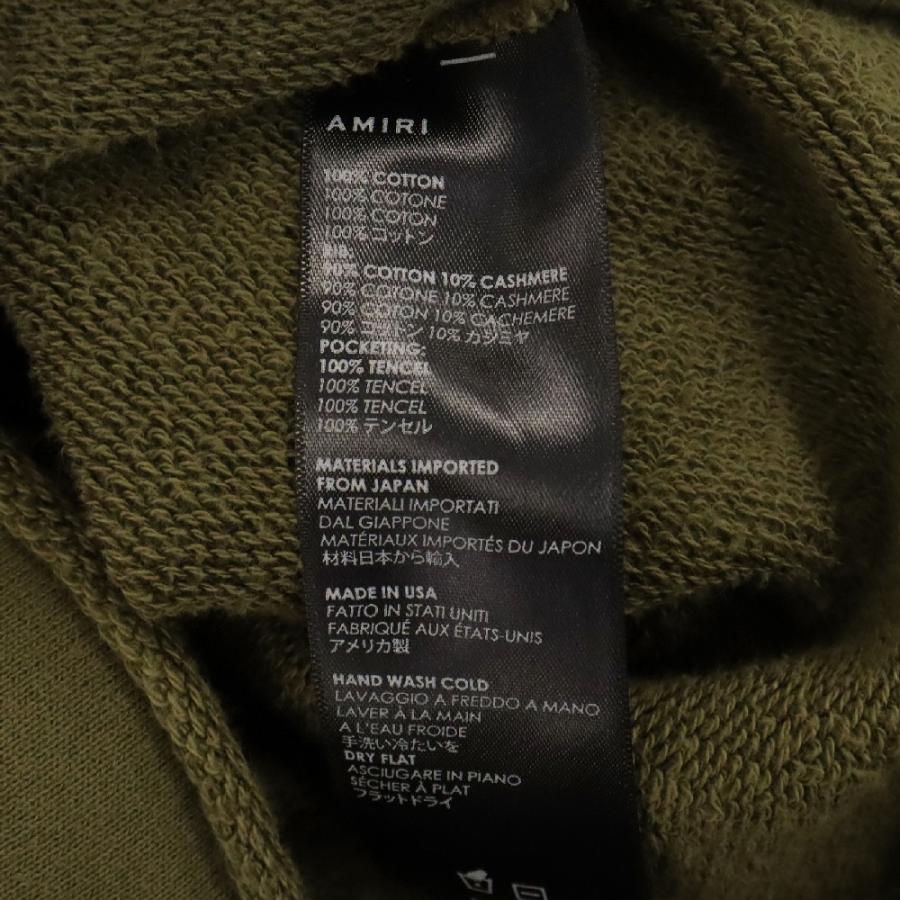 AMIRI
100% COTTON
100% COTONE
100% COTON
100% コットン
RIB:
90% COTTON 10% CASHMERE
90% COTONE 10% CASHMERE
90% COTON 10% CACHEMERE
90% コットン 10% カシミヤ
POCKETING:
100% TENCEL
100% TENCEL
100% TENCEL
100% テンセル
MATERIALS IMPORTED
FROM JAPAN
MATERIALI IMPORTATI
DAL GIAPPONE
MATÉRIAUX IMPORTÉS DU JAPON
材料日本から輸入
MADE IN USA
FATTO IN STATI UNITI
FABRIQUÉ AUX ÉTATS-UNIS
アメリカ製
HAND WASH COLD
LAVAGGIO A FREDDO A MANO
LAVER À LA MAIN
A L'EAU FROIDE
手洗い冷たいを
DRY FLAT
ASCIUGARE IN PIANO
SÉCHER À PLAT
フラットドライ